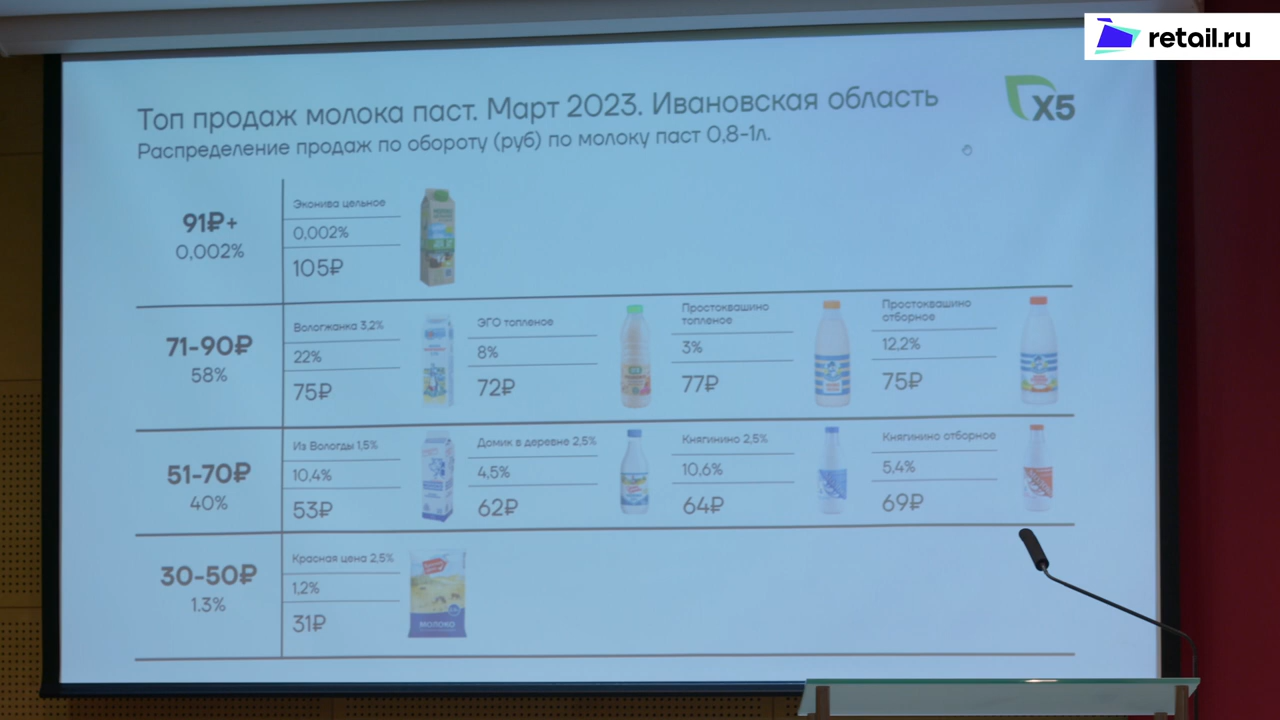 retail.ru
Топ продаж молока паст. Март 2023. Ивановская область
Распределение продаж по обороту (руб) по молоку паст 0,8-1л.
X5
91₽+
0,002%
Эконива цельное
0,002%
105₽
71-90₽
58%
Вологжанка 3,2%
22%
75₽
ЭГО топленое
8%
72₽
Простоквашино
топленое
3%
77₽
Простоквашино
отборное
12,2%
75₽
51-70₽
40%
Из Вологды 1,5%
10,4%
53₽
Домик в деревне 2,5%
4,5%
62₽
Княгинино 2,5%
10,6%
64₽
Княгинино отборное
5,4%
69₽
30-50₽
1.3%
Красная цена 2,5%
1,2%
31₽
МОЛОКО